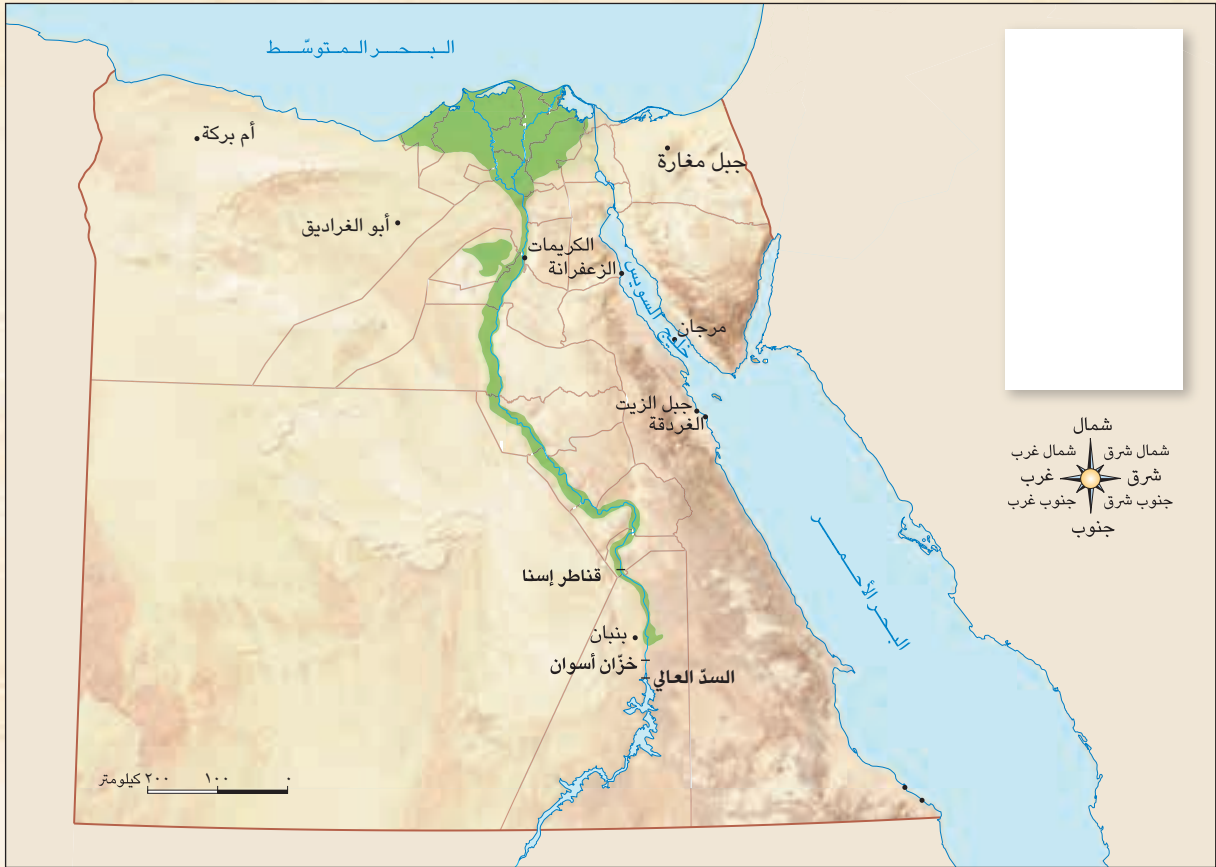 البحر المتوسّط
أم بركة
جبل مغارة
أبو الغراديق
الكريمات
الزعفرانة
خليج السويس
مرجان
جبل الزيت
الغردقة
شمال
شمال شرق
شمال غرب
شرق
غرب
جنوب شرق
جنوب غرب
جنوب
البحر الأحمر
قناطر إسنا
بنبان
خزّان أسوان
السدّ العالي
٠ ١٠٠ ٢٠٠ كيلومتر